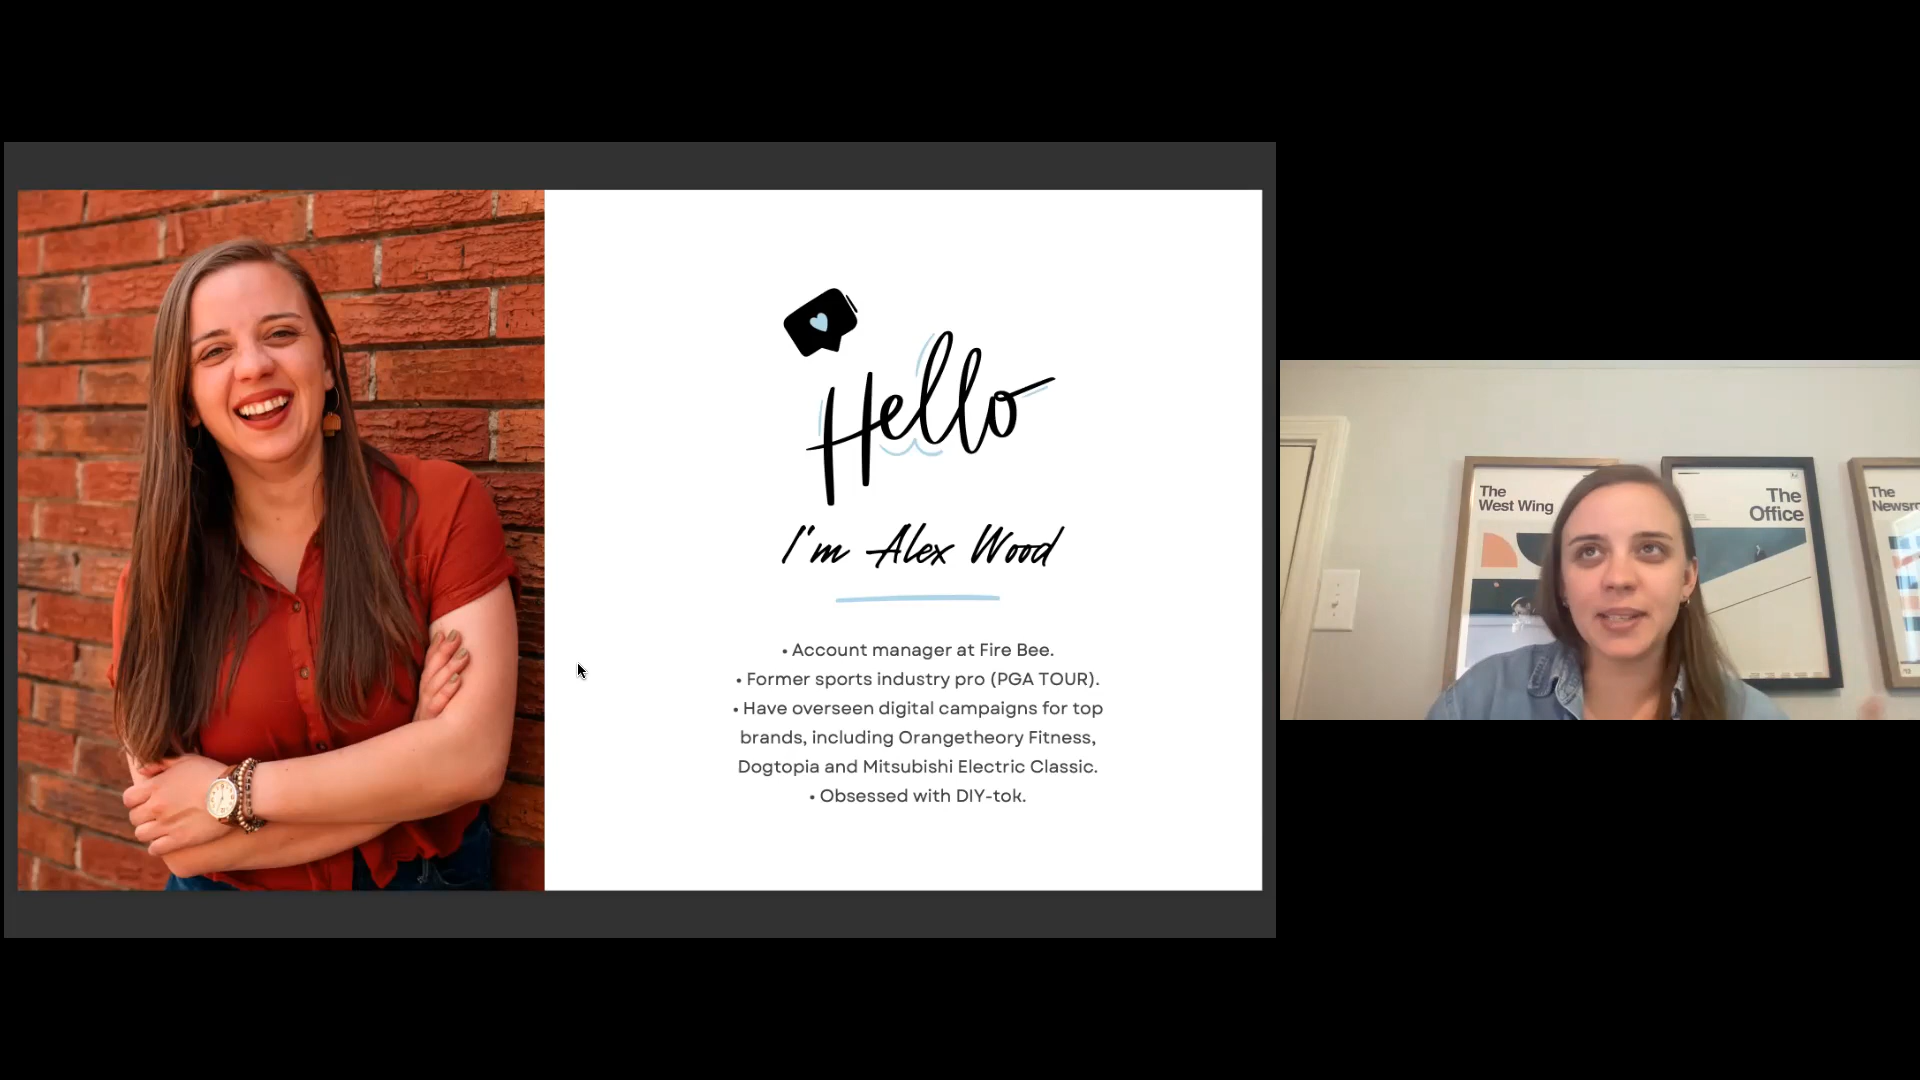 Hello
I'm Alex Wood
• Account manager at Fire Bee.
• Former sports industry pro (PGA TOUR).
• Have overseen digital campaigns for top
brands, including Orangetheory Fitness,
Dogtopia and Mitsubishi Electric Classic.
• Obsessed with DIY-tok.
The
West Wing
The
Office
The
Newsr